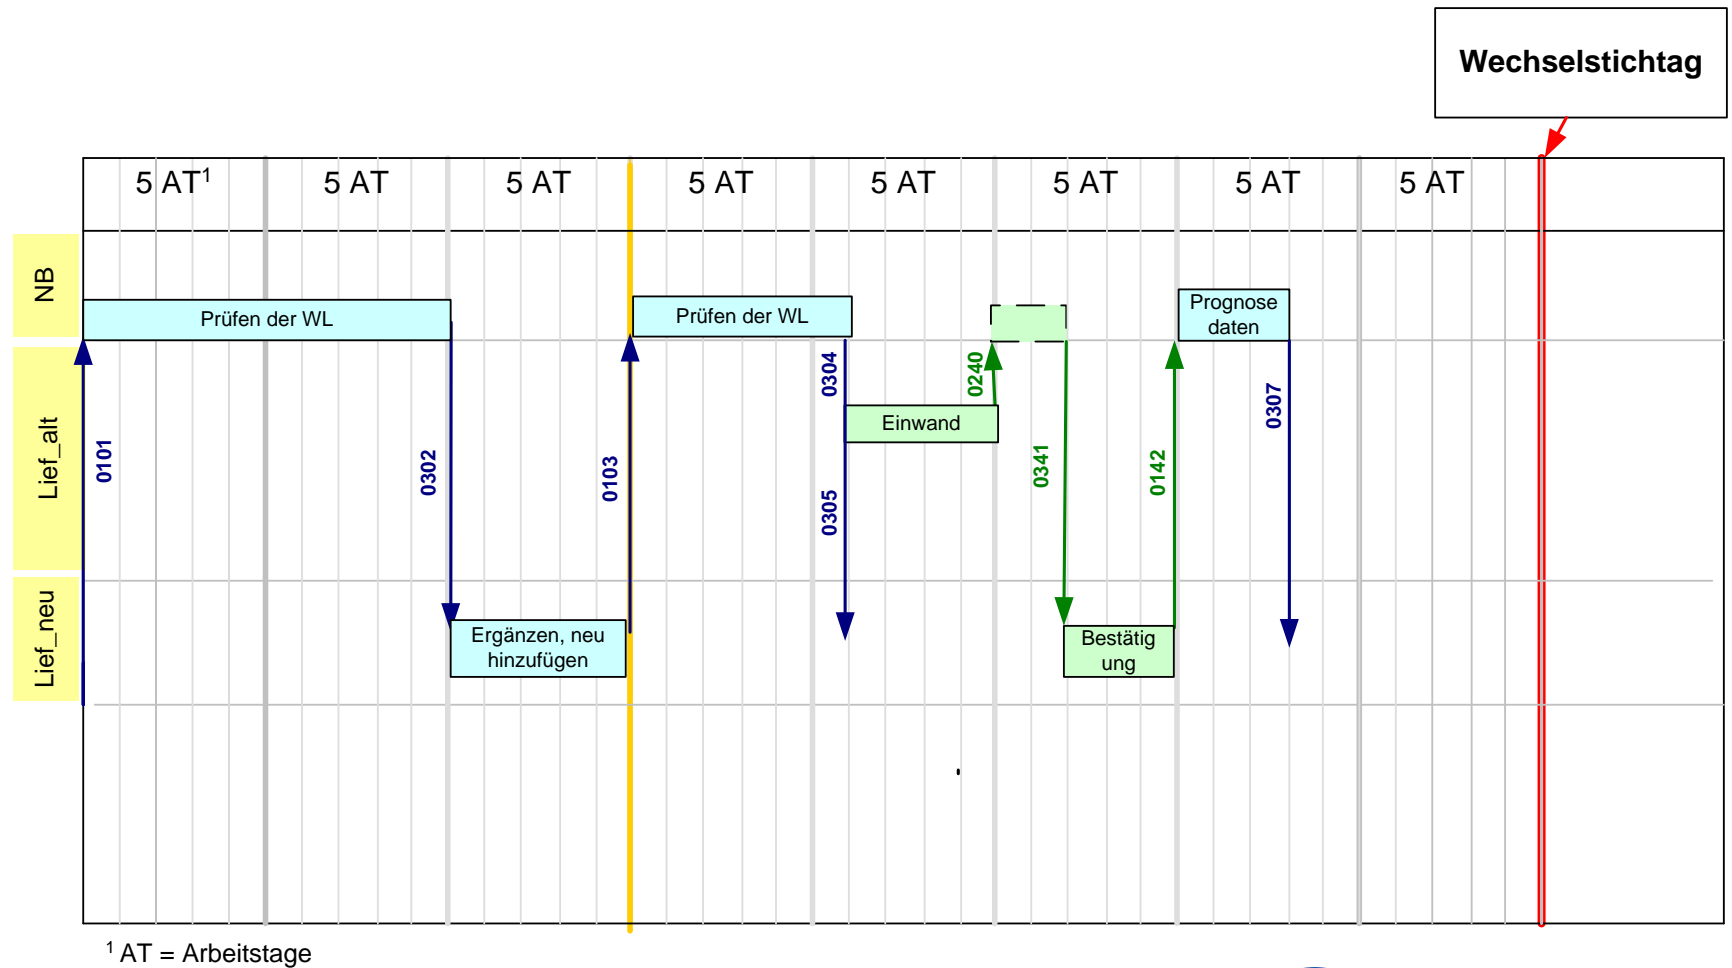 Wechselstichtag
5 AT¹ 5 AT 5 AT 5 AT 5 AT 5 AT 5 AT 5 AT
NB
Prüfen der WL
Prüfen der WL
Prognose
daten
Lief_alt
0101
0302
0103
0304
0305
Einwand
0240
0341
0142
0307
Lief_neu
Ergänzen, neu
hinzufügen
Bestätig
ung
¹ AT = Arbeitstage